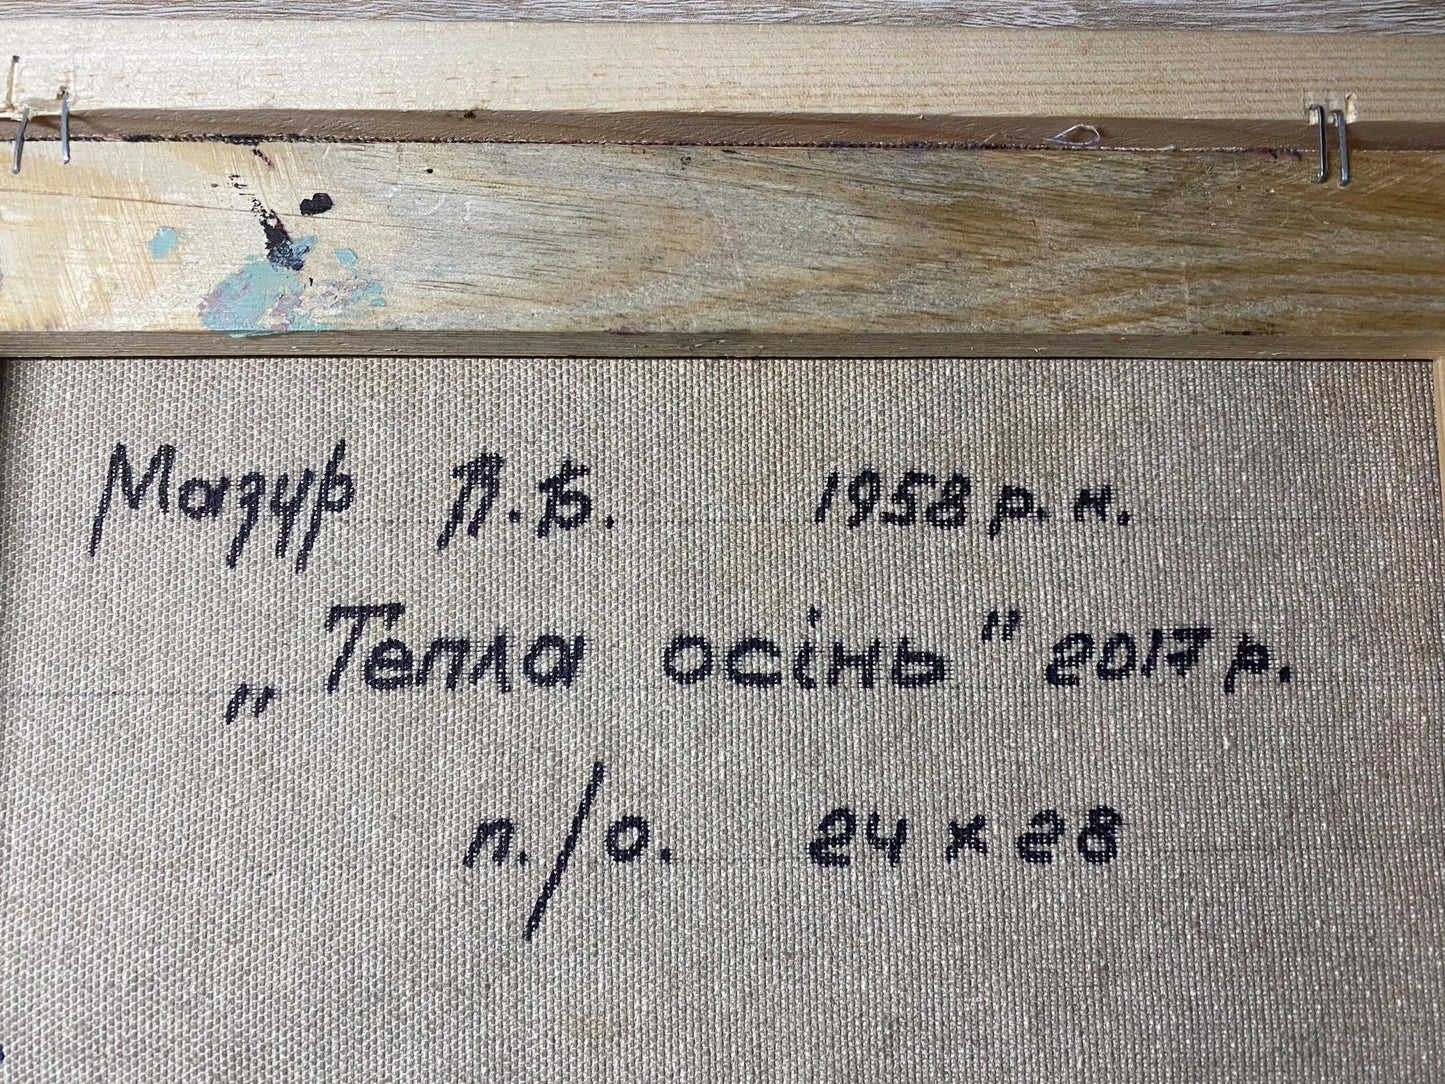 Мазур П.Б. 1958 р.н.
„Тепла осінь" 2017 р.
п./о. 24 х 28